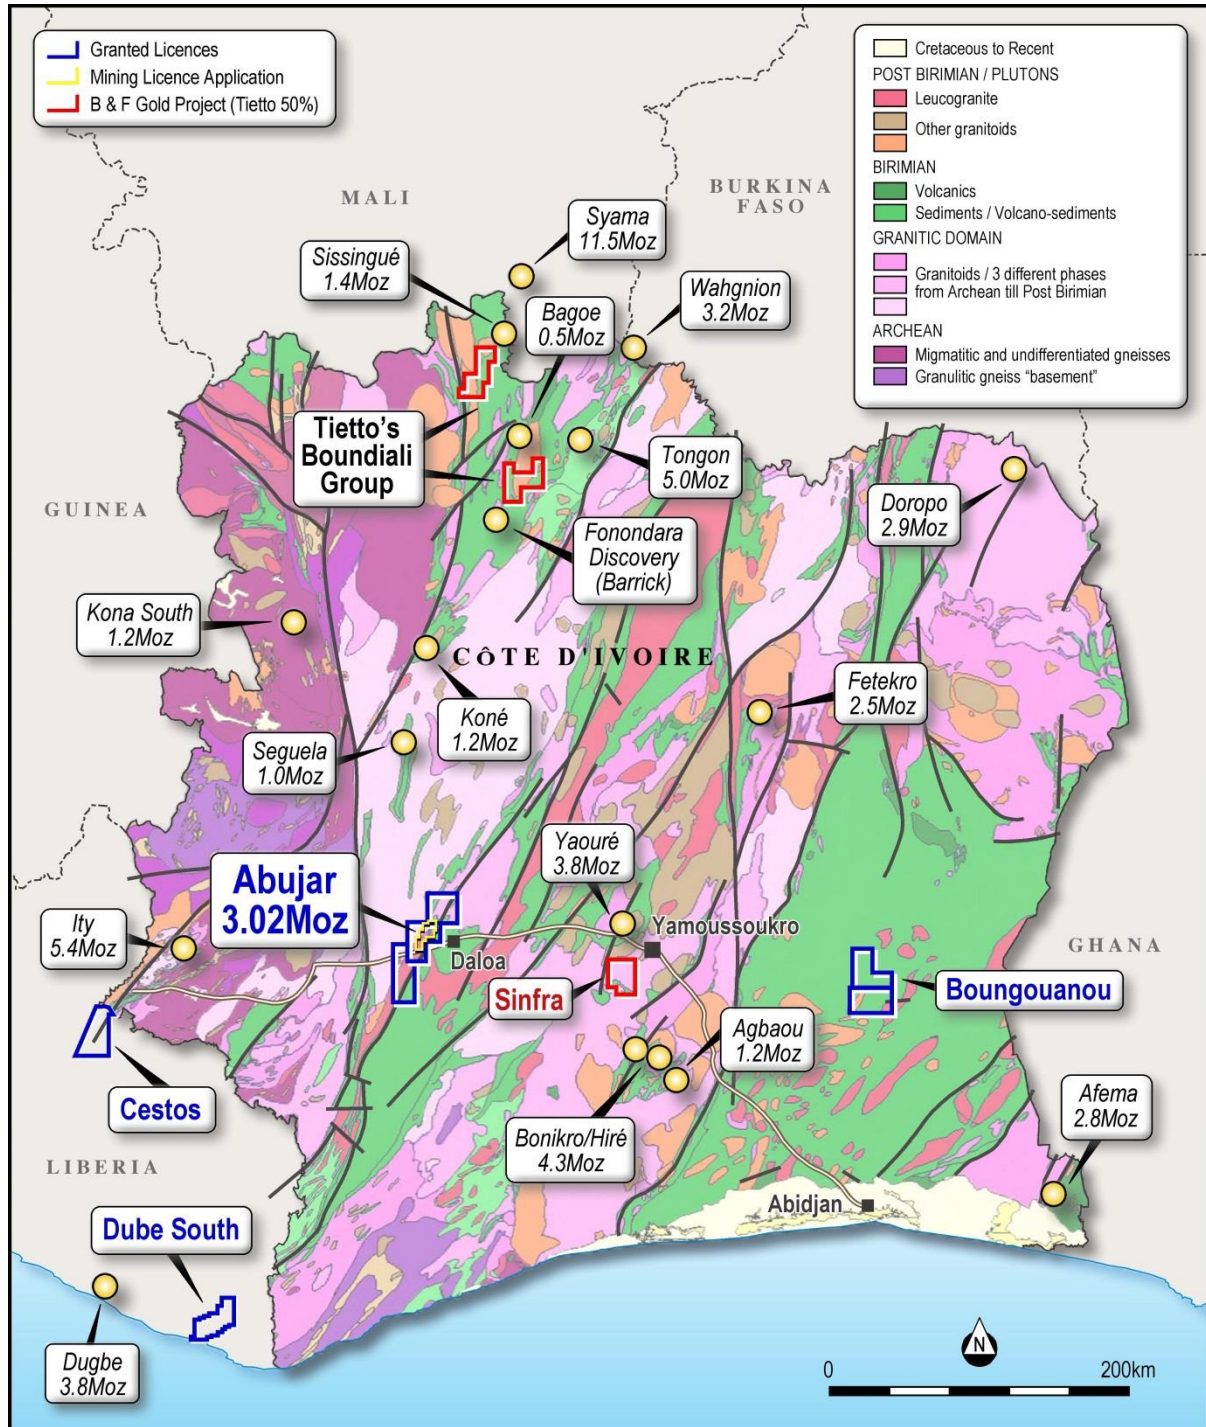 Granted Licences
Mining Licence Application
B & F Gold Project (Tietto 50%)
Cretaceous to Recent
POST BIRIMIAN / PLUTONS
Leucogranite
Other granitoids
BIRIMIAN
Volcanics
Sediments / Volcano-sediments
GRANITIC DOMAIN
Granitoids / 3 different phases
from Archean till Post Birimian
ARCHEAN
Migmatitic and undifferentiated gneisses
Granulitic gneiss “basement”
MALI
BURKINA
FASO
Syama
11.5Moz
Sissingué
1.4Moz
Bagoe
0.5Moz
Wahgnion
3.2Moz
Tietto's
Boundiali
Group
Tongon
5.0Moz
Doropo
2.9Moz
GUINEA
Fonondara
Discovery
(Barrick)
Kona South
1.2Moz
CÔTE D'IVOIRE
Koné
1.2Moz
Fetekro
2.5Moz
Seguela
1.0Moz
Yaouré
3.8Moz
Abujar
3.02Moz
Ity
5.4Moz
Yamoussoukro
Daloa
GHANA
Sinfra
Boungouanou
Agbaou
1.2Moz
Cestos
Bonikro/Hiré
4.3Moz
Afema
2.8Moz
LIBERIA
Abidjan
Dube South
Dugbe
3.8Moz
N
0 200km